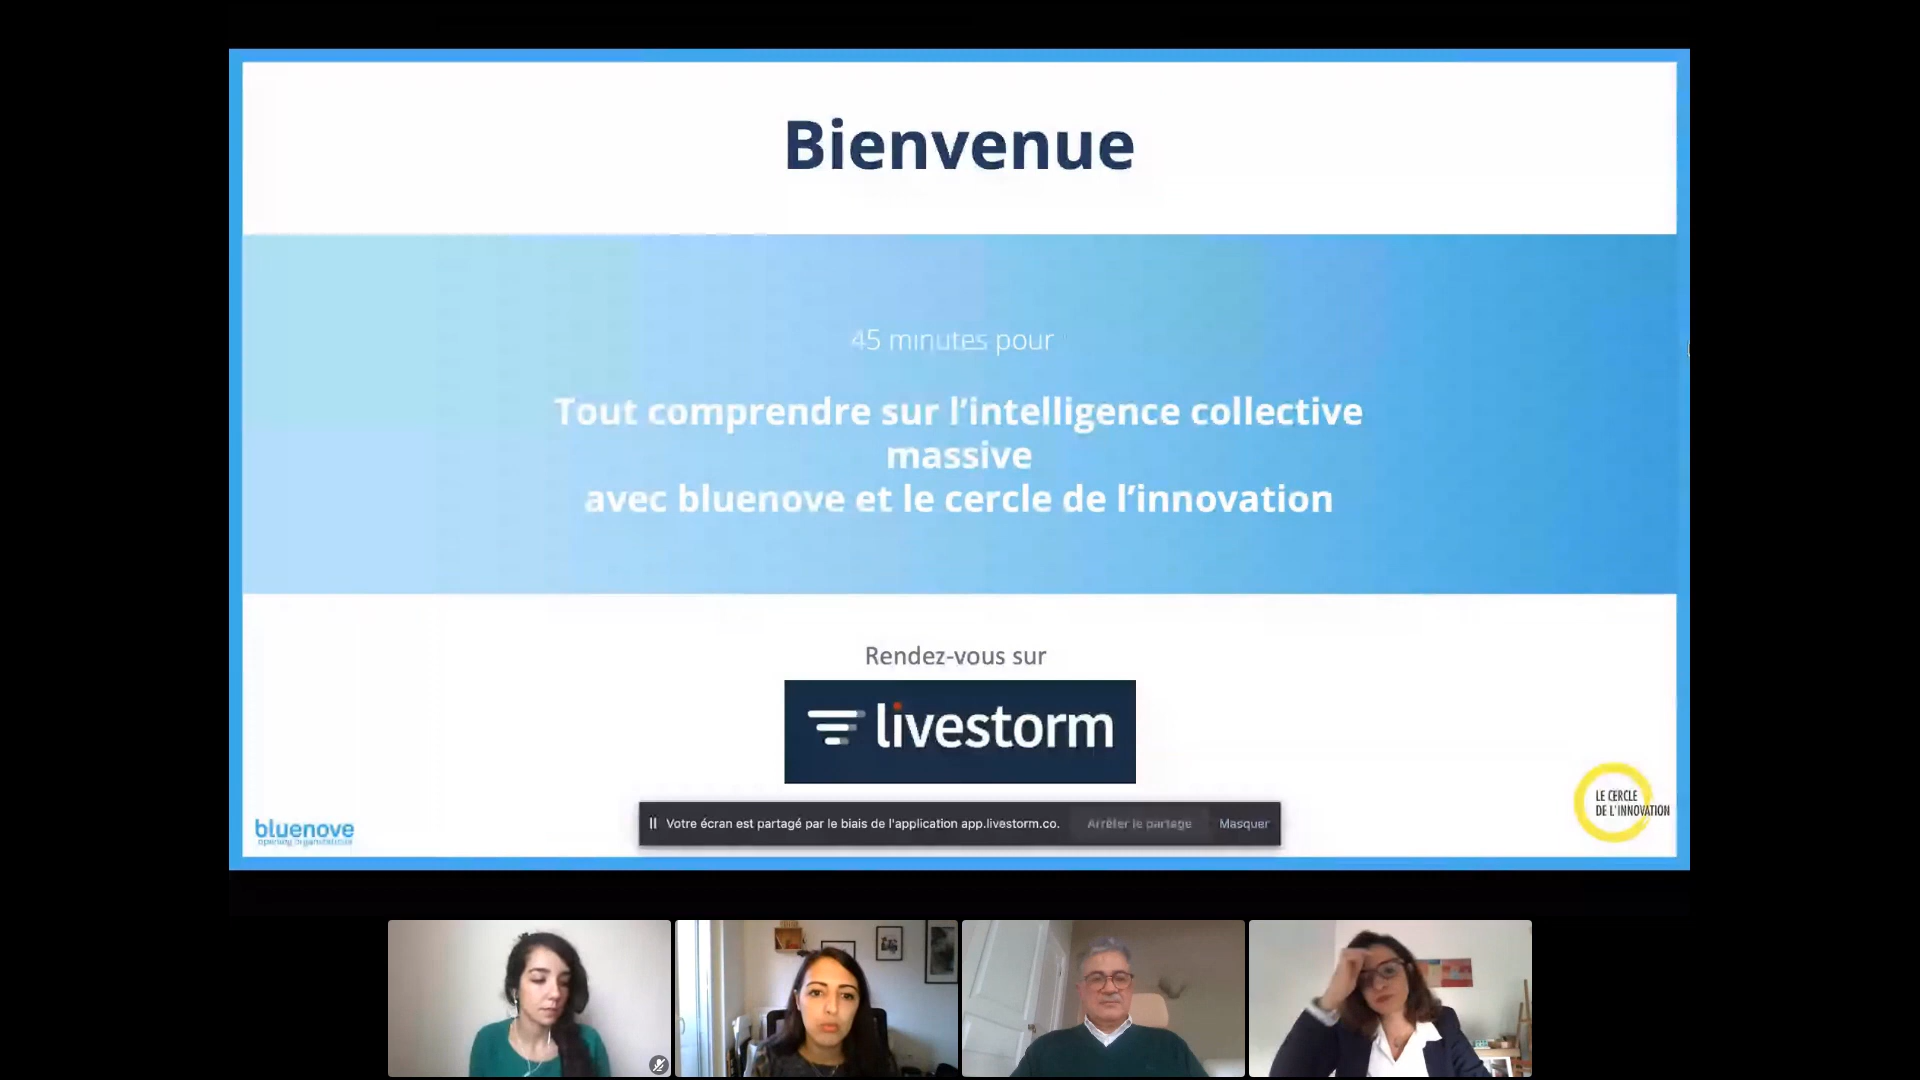 Bienvenue
45 minutes pour
Tout comprendre sur l’intelligence collective
massive
avec bluenove et le cercle de l’innovation
Rendez-vous sur
livestorm
Votre écran est partagé par le biais de l'application app.livestorm.co. Arrêter le partage Masquer
bluenove
opening organizations
LE CERCLE
DE L'INNOVATION